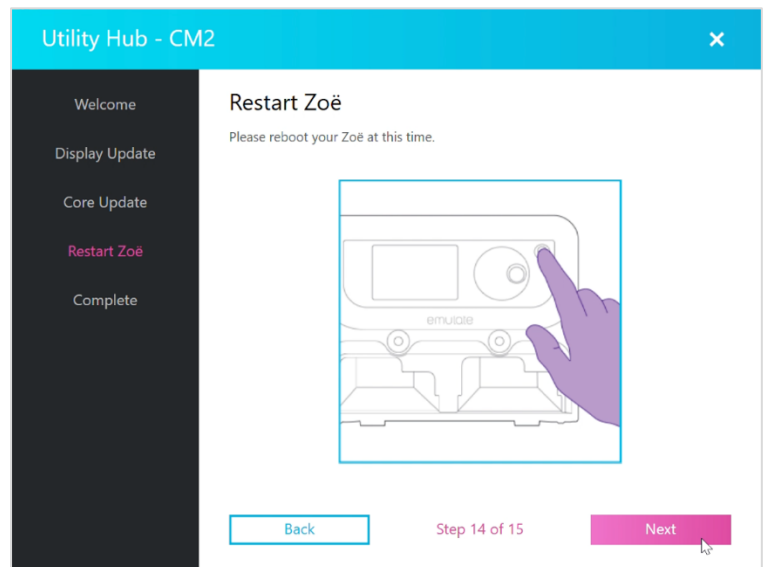 Utility Hub - CM2
Welcome
Display Update
Core Update
Restart Zoë
Complete
Restart Zoë
Please reboot your Zoë at this time.
emulate
Back
Step 14 of 15
Next